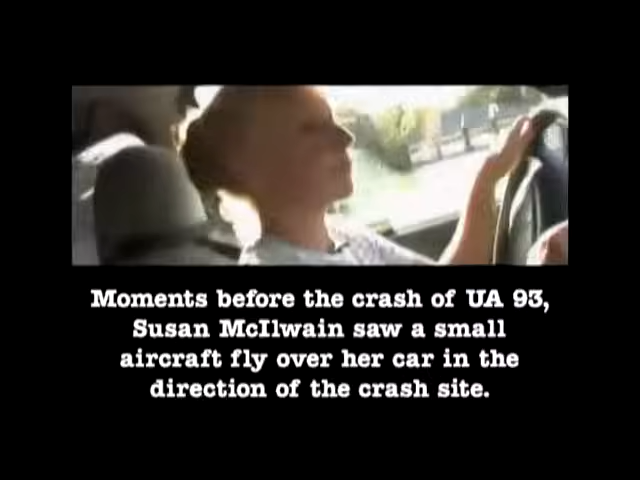 Moments before the crash of UA 93,
Susan McIlwain saw a small
aircraft fly over her car in the
direction of the crash site.